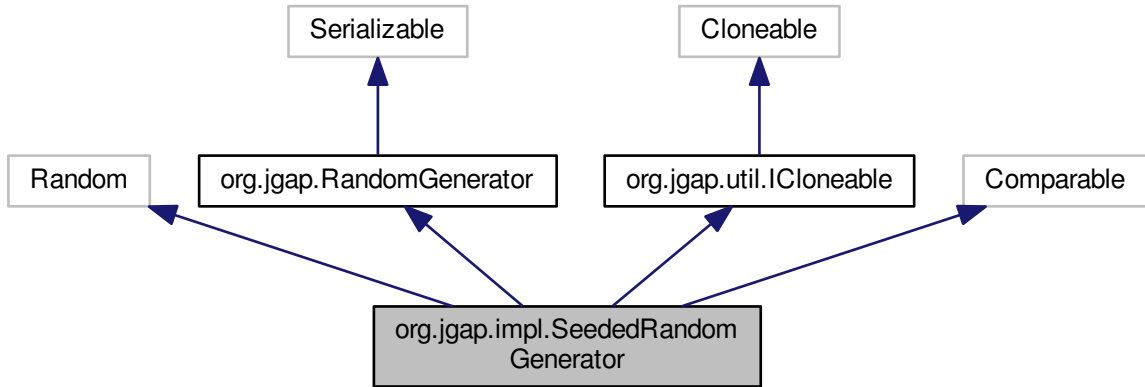 Serializable
Cloneable
Random
org.jgap.RandomGenerator
org.jgap.util.ICloneable
Comparable
org.jgap.impl.SeededRandom
Generator